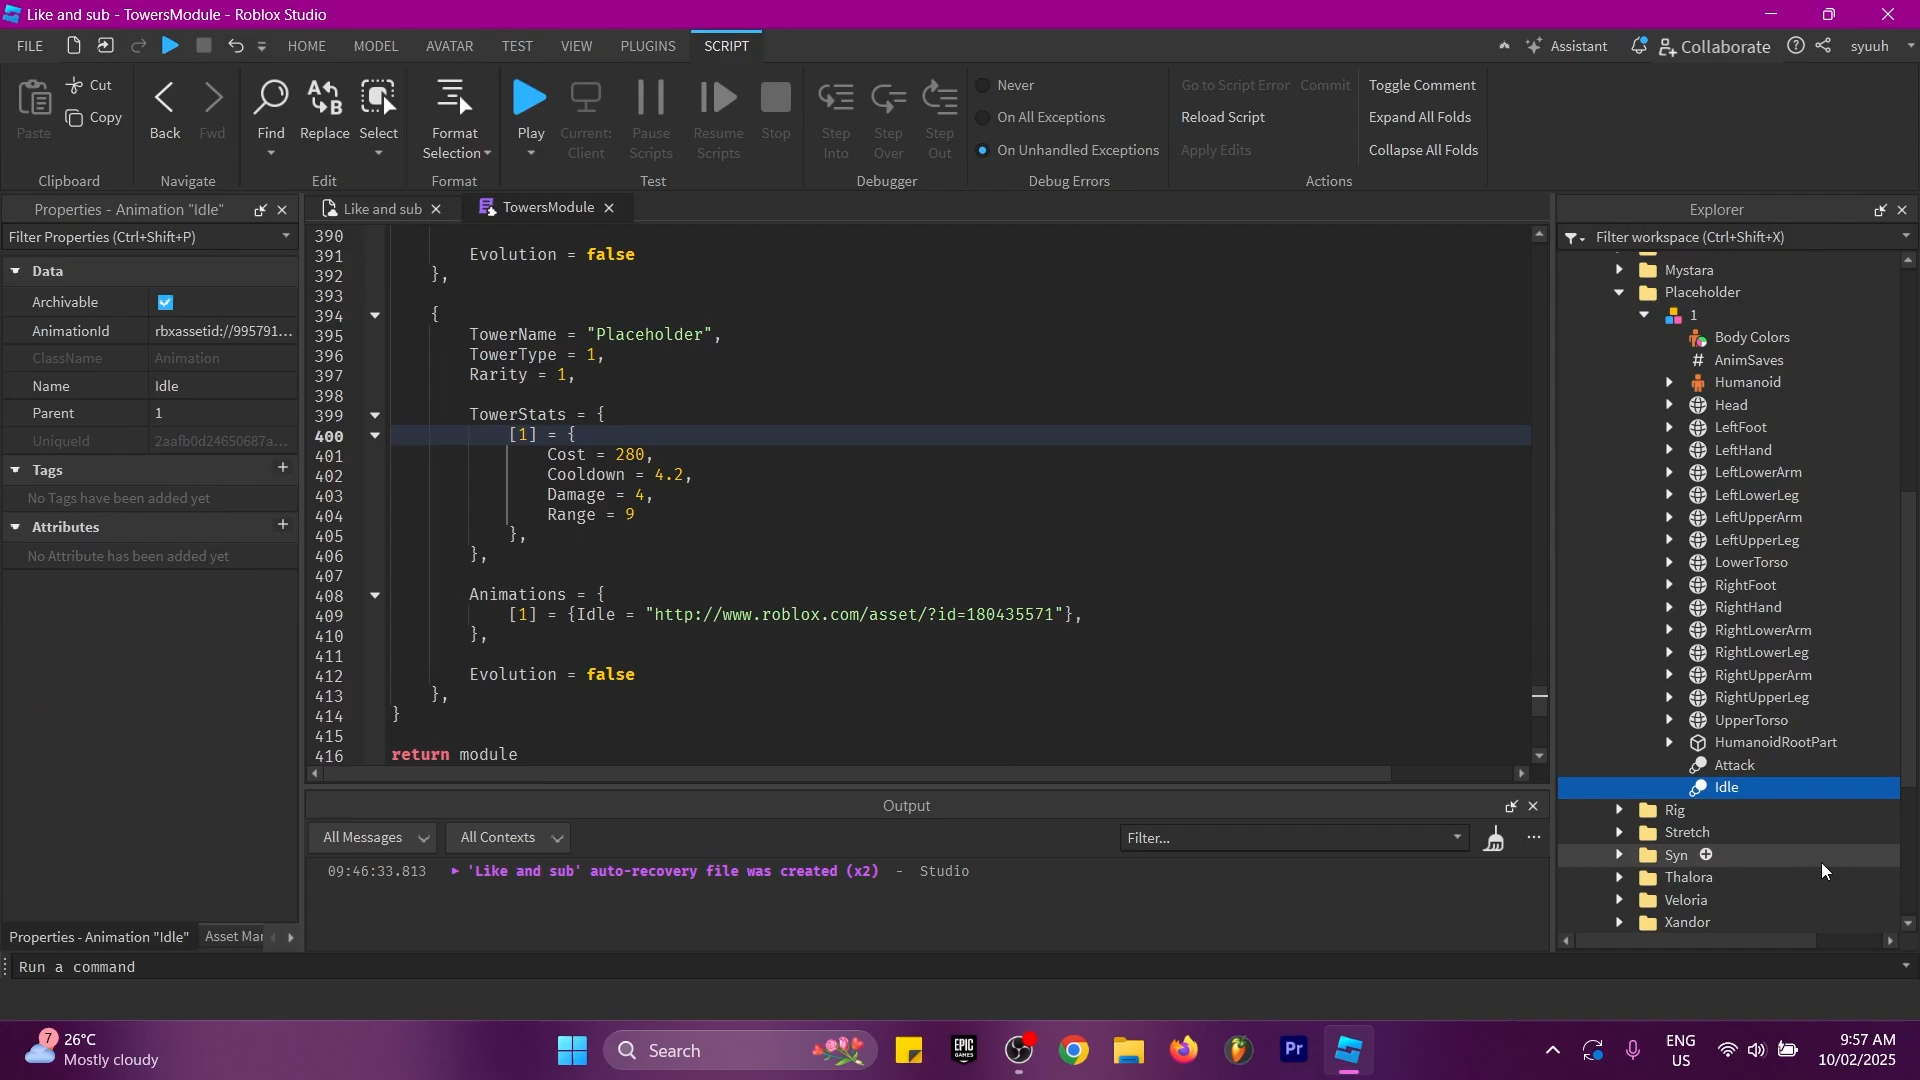 Like and sub - TowersModule - Roblox Studio
FILE HOME MODEL AVATAR TEST VIEW PLUGINS SCRIPT Assistant Collaborate syuuh
Paste Cut Copy
Back Fwd
Find Replace Select
Format Selection
Play Current: Client Pause Scripts Resume Scripts Stop
Step Into Step Over Step Out
Never
On All Exceptions
On Unhandled Exceptions
Go to Script Error Commit
Reload Script
Apply Edits
Toggle Comment
Expand All Folds
Collapse All Folds
Clipboard Navigate Edit Format Test Debugger Debug Errors Actions
Properties - Animation "Idle"
Filter Properties (Ctrl+Shift+P)
Data
Archivable
AnimationId rbxassetid://995791...
ClassName Animation
Name Idle
Parent 1
UniqueId 2aafb0d24650687a...
Tags +
No Tags have been added yet
Attributes +
No Attribute has been added yet
Properties - Animation "Idle" Asset Mar
Like and sub TowersModule
390
391 Evolution = false
392 },
393
394 {
395 TowerName = "Placeholder",
396 TowerType = 1,
397 Rarity = 1,
398
399 TowerStats = {
400 [1] = {
401 Cost = 280,
402 Cooldown = 4.2,
403 Damage = 4,
404 Range = 9
405 },
406 },
407
408 Animations = {
409 [1] = {Idle = "http://www.roblox.com/asset/?id=180435571"},
410 },
411
412 Evolution = false
413 },
414 }
415
416 return module
Output
All Messages All Contexts Filter... ...
09:46:33.813 'Like and sub' auto-recovery file was created (x2) - Studio
Explorer
Filter workspace (Ctrl+Shift+X)
Mystara
Placeholder
1
Body Colors
AnimSaves
Humanoid
Head
LeftFoot
LeftHand
LeftLowerArm
LeftLowerLeg
LeftUpperArm
LeftUpperLeg
LowerTorso
RightFoot
RightHand
RightLowerArm
RightLowerLeg
RightUpperArm
RightUpperLeg
UpperTorso
HumanoidRootPart
Attack
Idle
Rig
Stretch
Syn
Thalora
Veloria
Xandor
Run a command
7
26°C
Mostly cloudy
Search
EPIC GAMES
Pr
ENG
US
9:57 AM
10/02/2025